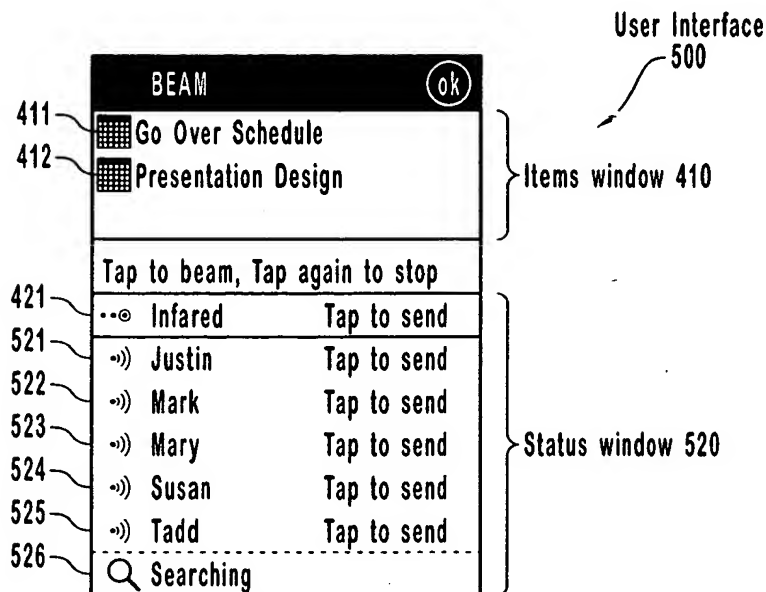 User Interface
500
BEAM ok
411 Go Over Schedule
412 Presentation Design
Items window 410
Tap to beam, Tap again to stop
421 Infared Tap to send
521 Justin Tap to send
522 Mark Tap to send
523 Mary Tap to send
Status window 520
524 Susan Tap to send
525 Tadd Tap to send
526 Searching